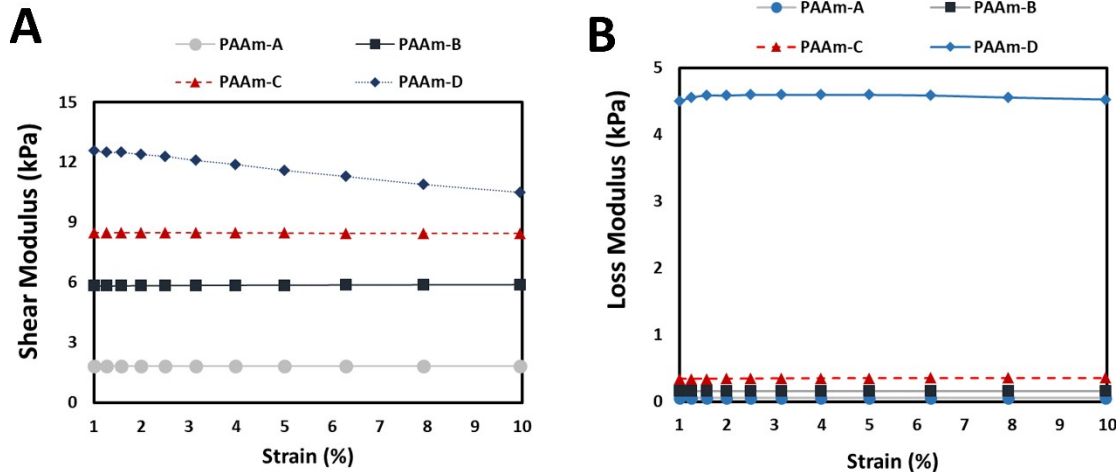 A
PAAm-A PAAm-B
PAAm-C PAAm-D
Shear Modulus (kPa)
15
12
9
6
3
0
1 2 3 4 5 6 7 8 9 10
Strain (%)
B
PAAm-A PAAm-B
PAAm-C PAAm-D
Loss Modulus (kPa)
5
4
3
2
1
0
1 2 3 4 5 6 7 8 9 10
Strain (%)